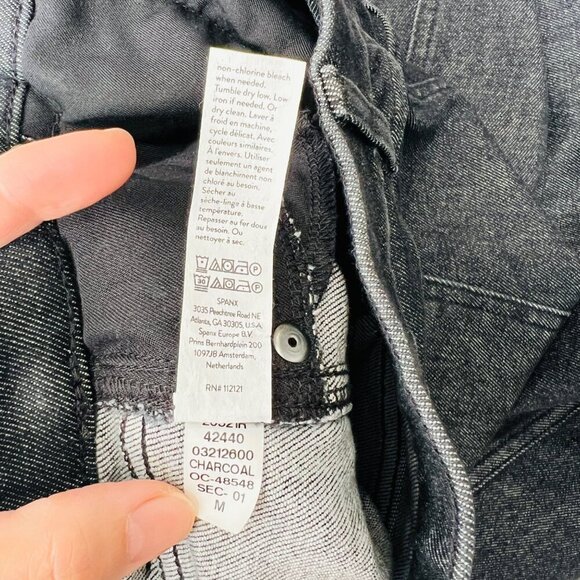 non-chlorine bleach
when needed.
Tumble dry low, Low
iron if needed. Or
dry clean. Laver à
froid en machine,
cycle délicat. Avec
couleurs similaires.
À l'envers. Utiliser
seulement un agent
de blanchiment non
chloré au besoin.
Sécher au
sèche-linge à basse
température.
Repasser au fer doux
au besoin. Ou
nettoyer à sec.
30
SPANX
3035 Peachtree Road NE
Atlanta, GA 30305, U.S.A.
Spanx Europe B.V.
Prins Bernhardplein 200
1097JB Amsterdam,
Netherlands
RN# 112121
42440
03212600
CHARCOAL
OC-48548
SEC- 01
M